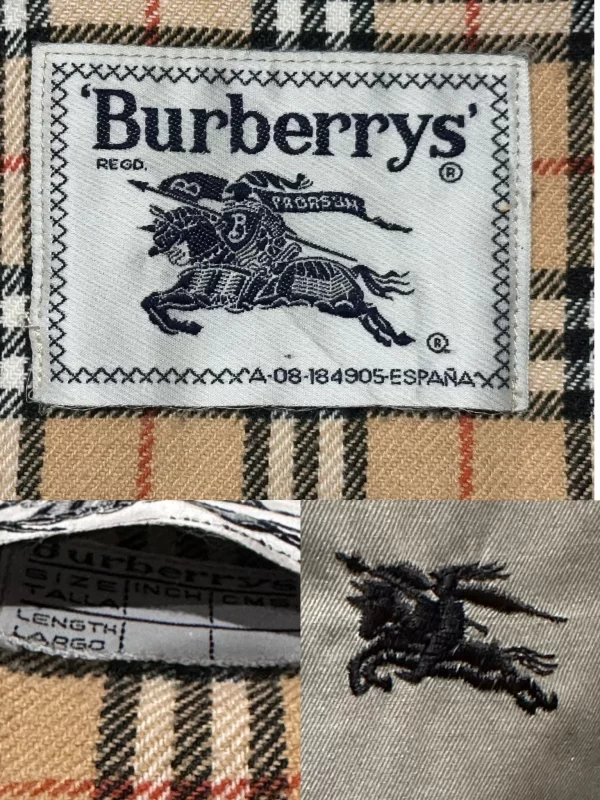 'Burberrys'
REGD.
®
B PRORSUM
B
®
A-08-184905-ESPAÑA
Burberrys
SIZE INCH CMS
TALLA
LENGTH
LARGO